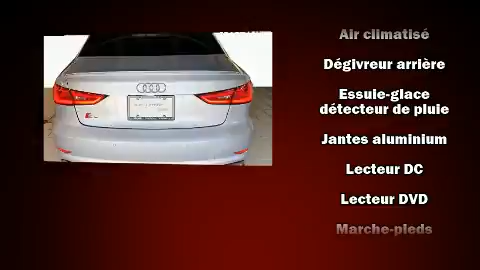 Air climatisé
Dégivreur arrière
Essuie-glace
détecteur de pluie
Jantes aluminium
Lecteur DC
Lecteur DVD
Marche-pieds